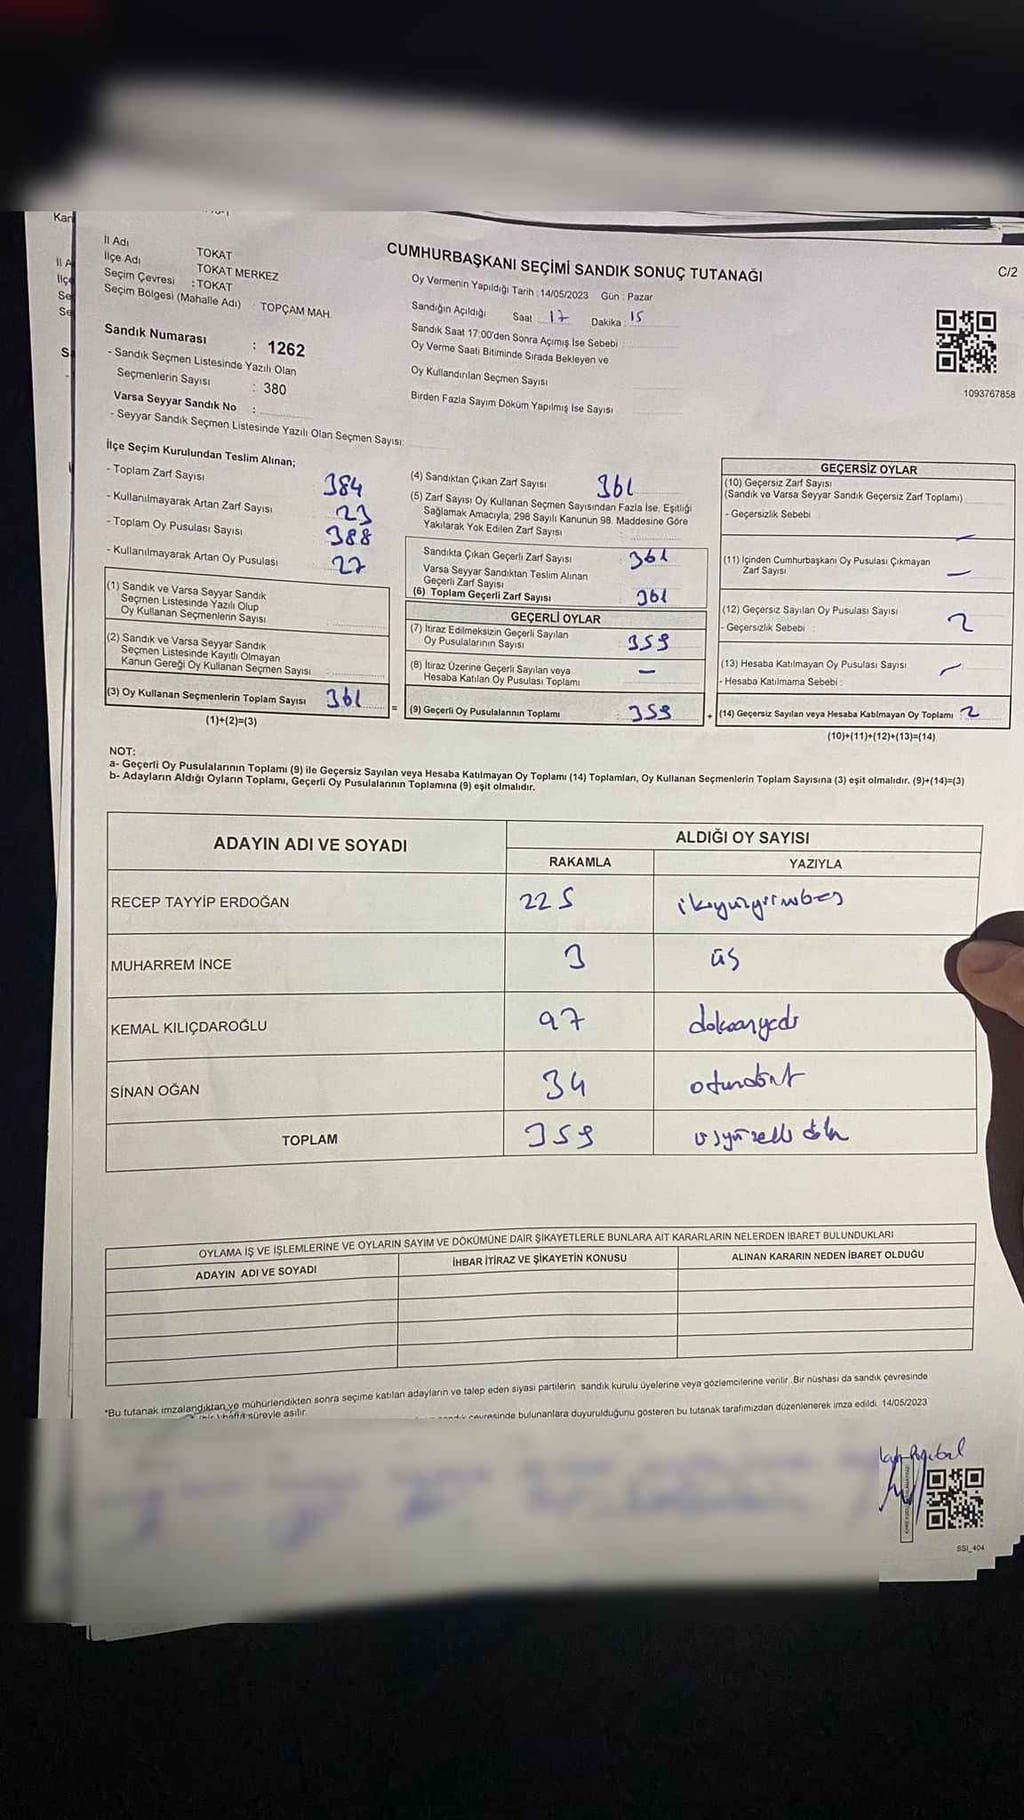 Kar
İl Adı TOKAT
İlçe Adı TOKAT MERKEZ
Seçim Çevresi : TOKAT
Seçim Bölgesi (Mahalle Adı) : TOPÇAM MAH.
CUMHURBAŞKANI SEÇİMİ SANDIK SONUÇ TUTANAĞI
C/2
Oy Vermenin Yapıldığı Tarih : 14/05/2023 Gün : Pazar
Sandığın Açıldığı Saat 17 Dakika : 15
Sandık Saat 17:00'den Sonra Açımış İse Sebebi
Oy Verme Saati Bitiminde Sırada Bekleyen ve
Oy Kullandırılan Seçmen Sayısı
Birden Fazla Sayım Döküm Yapılmış İse Sayısı
1093767858
Sandık Numarası : 1262
- Sandık Seçmen Listesinde Yazılı Olan
Seçmenlerin Sayısı : 380
Varsa Seyyar Sandık No :
- Seyyar Sandık Seçmen Listesinde Yazılı Olan Seçmen Sayısı:
İlçe Seçim Kurulundan Teslim Alınan;
- Toplam Zarf Sayısı 384
- Kullanılmayarak Artan Zarf Sayısı 23
- Toplam Oy Pusulası Sayısı 388
- Kullanılmayarak Artan Oy Pusulası 27
(1) Sandık ve Varsa Seyyar Sandık
Seçmen Listesinde Yazılı Olup
Oy Kullanan Seçmenlerin Sayısı
(2) Sandık ve Varsa Seyyar Sandık
Seçmen Listesinde Kayıtlı Olmayan
Kanun Gereği Oy Kullanan Seçmen Sayısı
(3) Oy Kullanan Seçmenlerin Toplam Sayısı 361
(1)+(2)=(3)
(4) Sandıktan Çıkan Zarf Sayısı 361
(5) Zarf Sayısı Oy Kullanan Seçmen Sayısından Fazla İse, Eşitliği
Sağlamak Amacıyla, 298 Sayılı Kanunun 98. Maddesine Göre
Yakılarak Yok Edilen Zarf Sayısı
Sandıkta Çıkan Geçerli Zarf Sayısı 361
Varsa Seyyar Sandıktan Teslim Alınan
Geçerli Zarf Sayısı
(6) Toplam Geçerli Zarf Sayısı 361
GEÇERLİ OYLAR
(7) İtiraz Edilmeksizin Geçerli Sayılan
Oy Pusulalarının Sayısı : 359
(8) İtiraz Üzerine Geçerli Sayılan veya
Hesaba Katılan Oy Pusulası Toplamı : –
= (9) Geçerli Oy Pusulalarının Toplamı : 359
GEÇERSİZ OYLAR
(10) Geçersiz Zarf Sayısı
(Sandık ve Varsa Seyyar Sandık Geçersiz Zarf Toplamı)
- Geçersizlik Sebebi –
(11) İçinden Cumhurbaşkanı Oy Pusulası Çıkmayan
Zarf Sayısı –
(12) Geçersiz Sayılan Oy Pusulası Sayısı 2
- Geçersizlik Sebebi :
(13) Hesaba Katılmayan Oy Pusulası Sayısı –
- Hesaba Katılmama Sebebi :
+ (14) Geçersiz Sayılan veya Hesaba Katılmayan Oy Toplamı : 2
(10)+(11)+(12)+(13)=(14)
NOT:
a- Geçerli Oy Pusulalarının Toplamı (9) ile Geçersiz Sayılan veya Hesaba Katılmayan Oy Toplamı (14) Toplamları, Oy Kullanan Seçmenlerin Toplam Sayısına (3) eşit olmalıdır. (9)+(14)=(3)
b- Adayların Aldığı Oyların Toplamı, Geçerli Oy Pusulalarının Toplamına (9) eşit olmalıdır.
ADAYIN ADI VE SOYADI ALDIĞI OY SAYISI
RAKAMLA YAZIYLA
RECEP TAYYİP ERDOĞAN 225 ikiyüzyirmibeş
MUHARREM İNCE 3 üş
KEMAL KILIÇDAROĞLU 97 doksanyedi
SİNAN OĞAN 34 otuzdört
TOPLAM 359
OYLAMA İŞ VE İŞLEMLERİNE VE OYLARIN SAYIM VE DÖKÜMÜNE DAİR ŞİKAYETLERLE BUNLARA AİT KARARLARIN NELERDEN İBARET BULUNDUKLARI
ADAYIN ADI VE SOYADI İHBAR İTİRAZ VE ŞİKAYETİN KONUSU ALINAN KARARIN NEDEN İBARET OLDUĞU
*Bu tutanak imzalandıktan ve mühürlendikten sonra seçime katılan adayların ve talep eden siyasi partilerin sandık kurulu üyelerine veya gözlemcilerine verilir. Bir nüshası da sandık çevresinde
süreyle asılır. çevresinde bulunanlara duyurulduğunu gösteren bu tutanak tarafımızdan düzenlenerek imza edildi. 14/05/2023
SSI_404